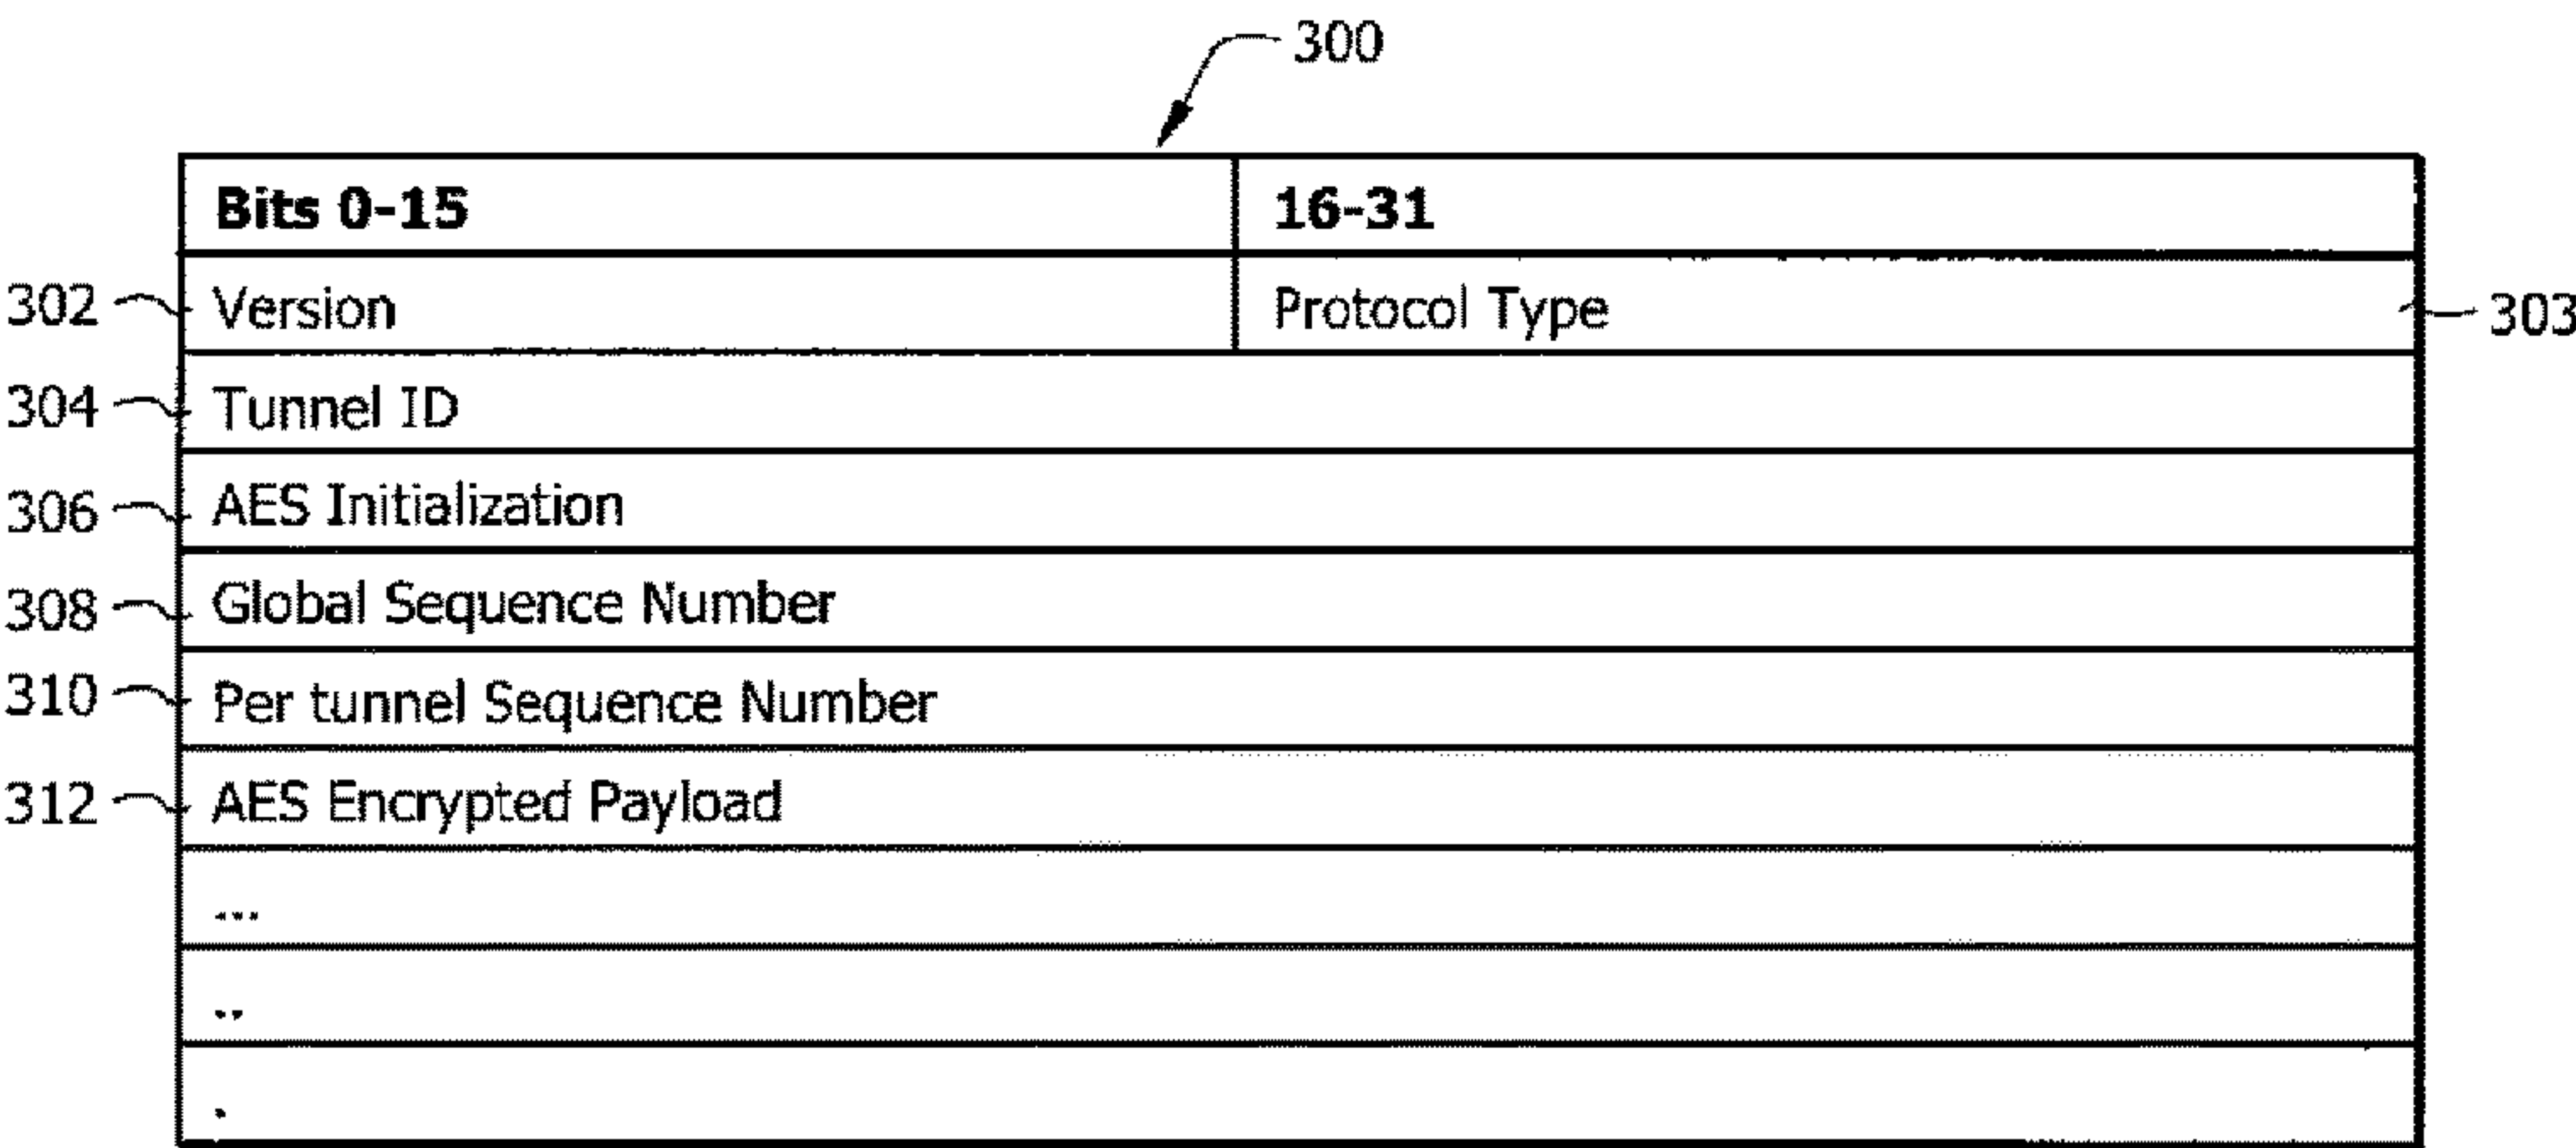 300
Bits 0-15 16-31
302 Version Protocol Type 303
304 Tunnel ID
306 AES Initialization
308 Global Sequence Number
310 Per tunnel Sequence Number
312 AES Encrypted Payload
...
..
.